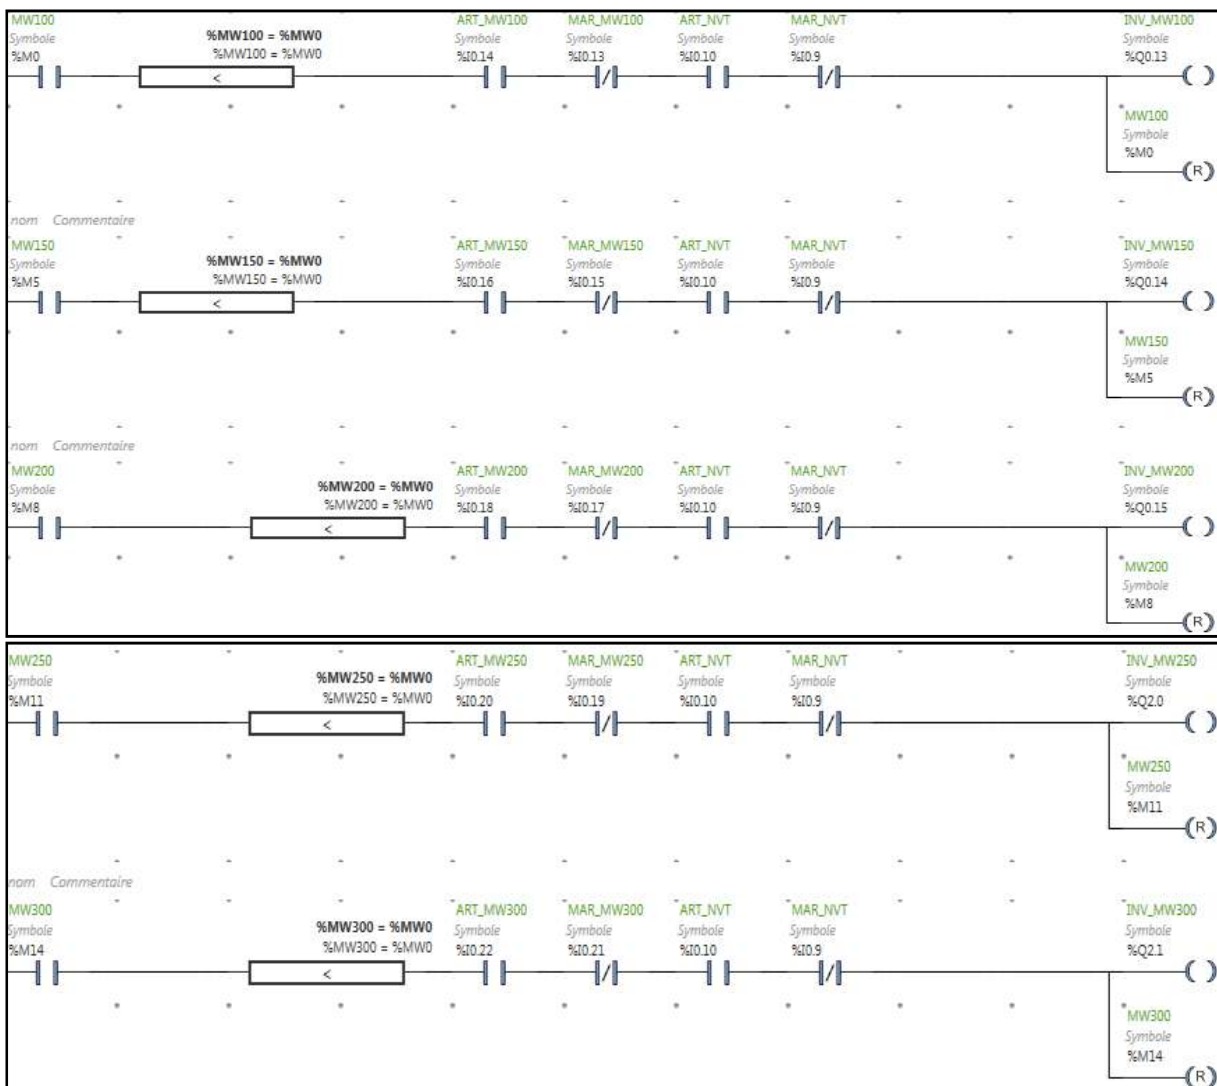 MW100 ART_MW100 MAR_MW100 ART_NVT MAR_NVT INV_MW100
Symbole %MW100 = %MW0 Symbole Symbole Symbole Symbole Symbole
%M0 %MW100 = %MW0 %I0.14 %I0.13 %I0.10 %I0.9 %Q0.13
<
MW100
Symbole
%M0
R
nom Commentaire
MW150 ART_MW150 MAR_MW150 ART_NVT MAR_NVT INV_MW150
Symbole %MW150 = %MW0 Symbole Symbole Symbole Symbole Symbole
%M5 %MW150 = %MW0 %I0.16 %I0.15 %I0.10 %I0.9 %Q0.14
<
MW150
Symbole
%M5
R
nom Commentaire
MW200 ART_MW200 MAR_MW200 ART_NVT MAR_NVT INV_MW200
Symbole %MW200 = %MW0 Symbole Symbole Symbole Symbole Symbole
%M8 %MW200 = %MW0 %I0.18 %I0.17 %I0.10 %I0.9 %Q0.15
<
MW200
Symbole
%M8
R
MW250 ART_MW250 MAR_MW250 ART_NVT MAR_NVT INV_MW250
Symbole %MW250 = %MW0 Symbole Symbole Symbole Symbole Symbole
%M11 %MW250 = %MW0 %I0.20 %I0.19 %I0.10 %I0.9 %Q2.0
<
MW250
Symbole
%M11
R
nom Commentaire
MW300 ART_MW300 MAR_MW300 ART_NVT MAR_NVT INV_MW300
Symbole %MW300 = %MW0 Symbole Symbole Symbole Symbole Symbole
%M14 %MW300 = %MW0 %I0.22 %I0.21 %I0.10 %I0.9 %Q2.1
<
MW300
Symbole
%M14
R